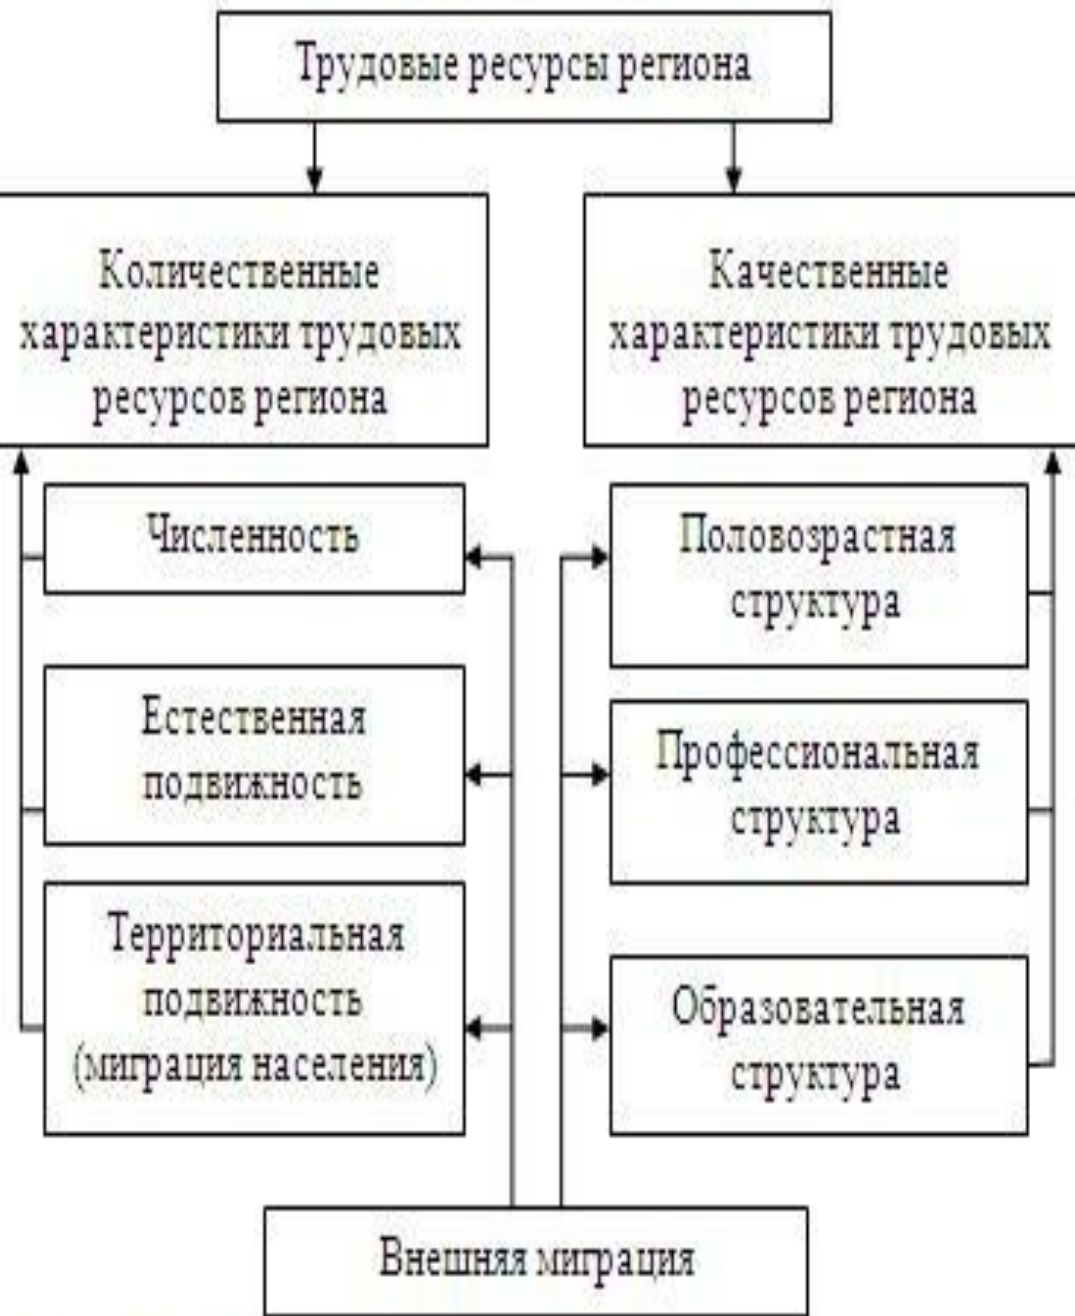 Трудовые ресурсы региона
Количественные
характеристики трудовых
ресурсов региона
Качественные
характеристики трудовых
ресурсов региона
Численность
Естественная
подвижность
Территориальная
подвижность
(миграция населения)
Половозрастная
структура
Профессиональная
структура
Образовательная
структура
Внешняя миграция